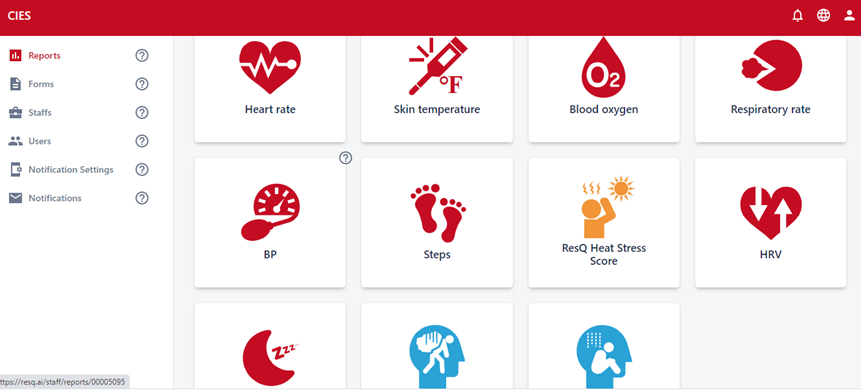 CIES
Reports
Forms
Staffs
Users
Notification Settings
Notifications
°F
O2
Heart rate
Skin temperature
Blood oxygen
Respiratory rate
BP
Steps
ResQ Heat Stress
Score
HRV
Zzz
ttps://resq.ai/staff/reports/00005095